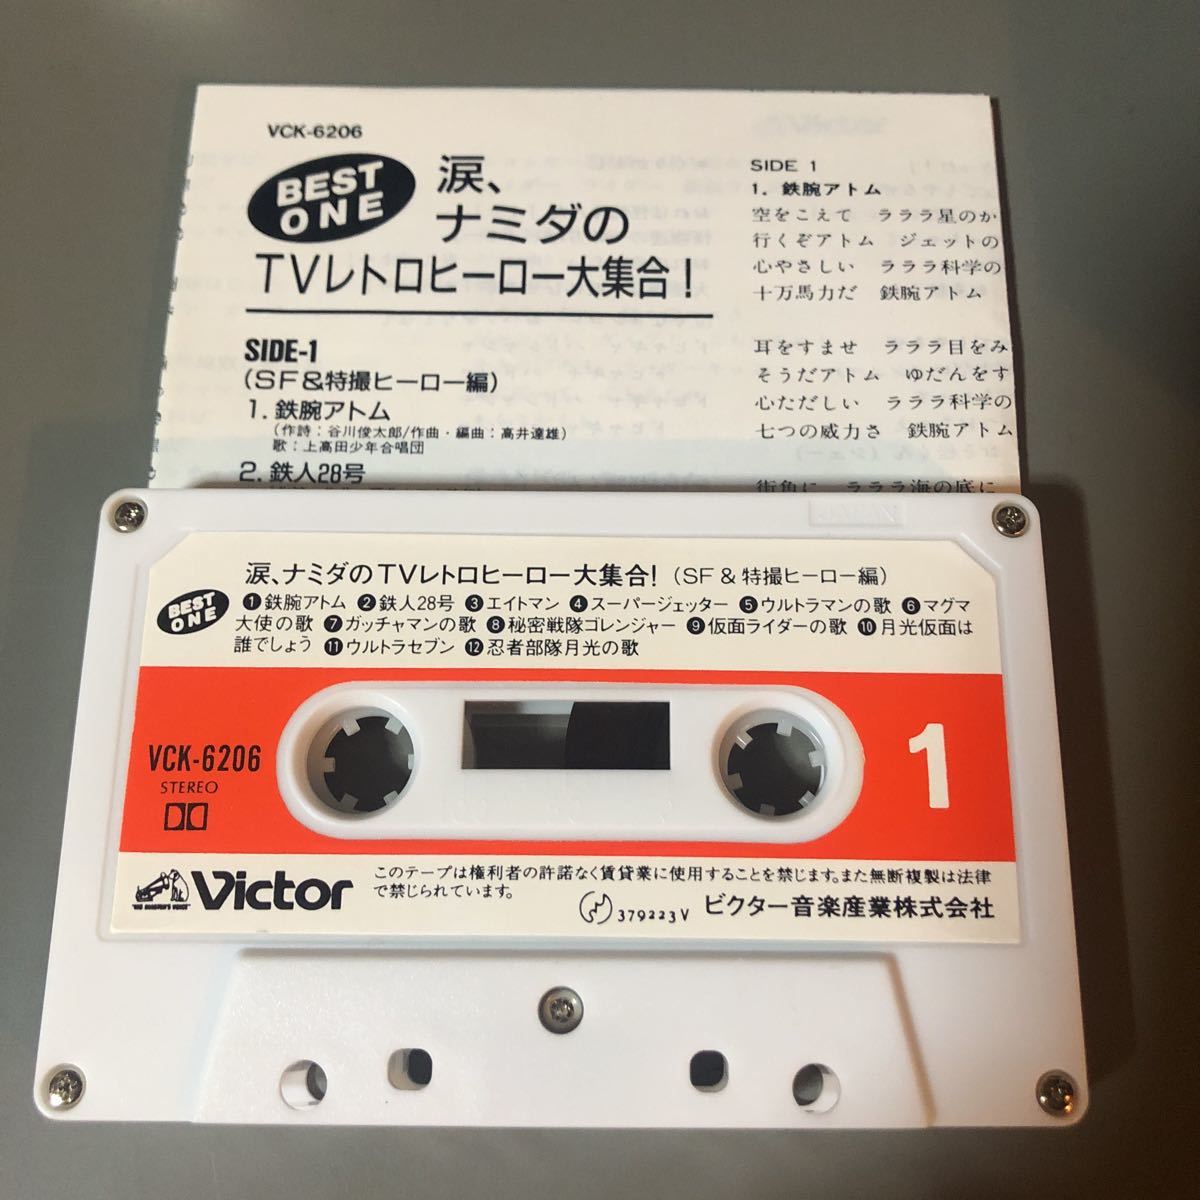 VCK-6206
BEST
ONE
涙、
ナミダの
TVレトロヒーロー大集合!
SIDE-1
(SF&特撮ヒーロー編)
1. 鉄腕アトム
(作詩:谷川俊太郎/作曲・編曲:高井達雄)
歌:上高田少年合唱団
2. 鉄人28号
SIDE 1
1. 鉄腕アトム
空をこえて ラララ星のか
行くぞアトム ジェットの
心やさしい ラララ科学の
十万馬力だ 鉄腕アトム
耳をすませ ラララ目をみ
そうだアトム ゆだんをす
心ただしい ラララ科学の
七つの威力さ 鉄腕アトム
街角に ラララ海の底に
BEST
ONE
涙、ナミダのTVレトロヒーロー大集合!(SF&特撮ヒーロー編)
❶鉄腕アトム ❷鉄人28号 ❸エイトマン ❹スーパージェッター ❺ウルトラマンの歌 ❻マグマ
大使の歌 ❼ガッチャマンの歌 ❽秘密戦隊ゴレンジャー ❾仮面ライダーの歌 ❿月光仮面は
誰でしょう ⓫ウルトラセブン ⓬忍者部隊月光の歌
VCK-6206
STEREO
1
"HIS MASTER'S VOICE"
Victor
このテープは権利者の許諾なく賃貸業に使用することを禁じます。また無断複製は法律
で禁じられています。
379223V ビクター音楽産業株式会社